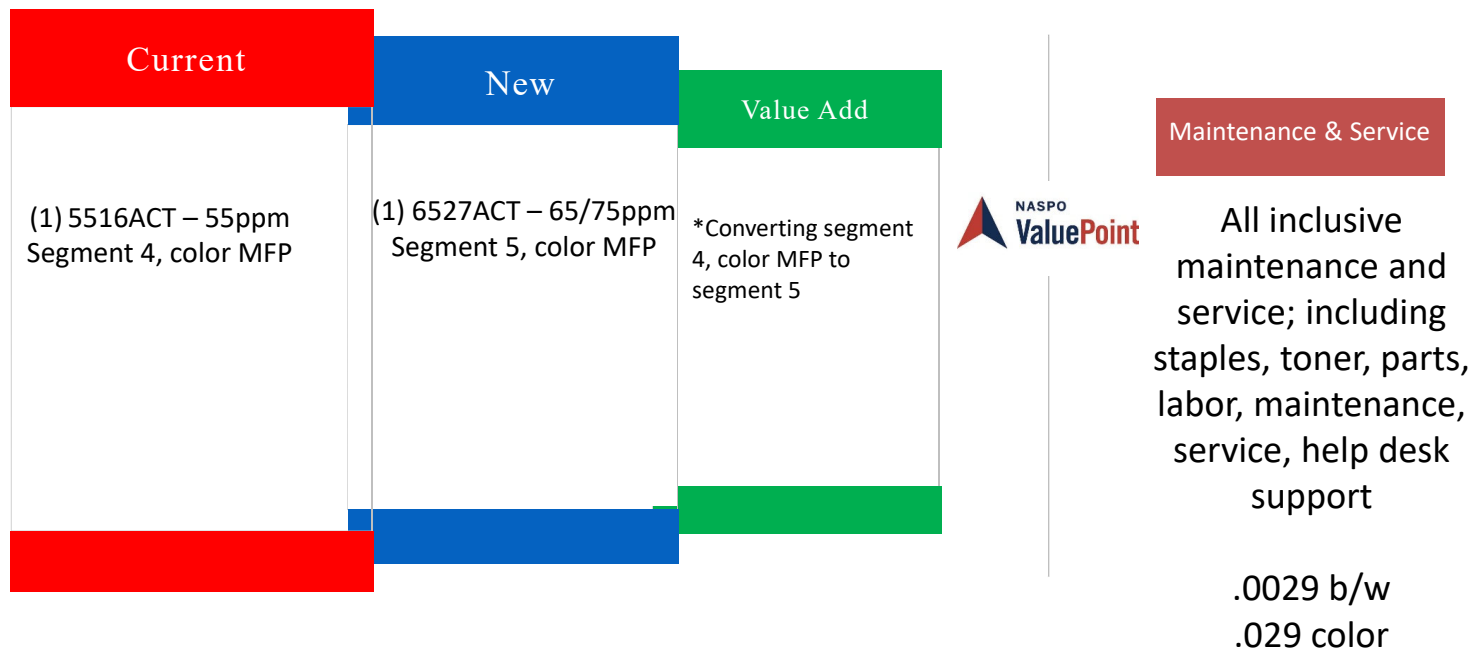 Current
(1) 5516ACT – 55ppm
Segment 4, color MFP
New
(1) 6527ACT – 65/75ppm
Segment 5, color MFP
Value Add
*Converting segment
4, color MFP to
segment 5
NASPO
ValuePoint
Maintenance & Service
All inclusive
maintenance and
service; including
staples, toner, parts,
labor, maintenance,
service, help desk
support
.0029 b/w
.029 color